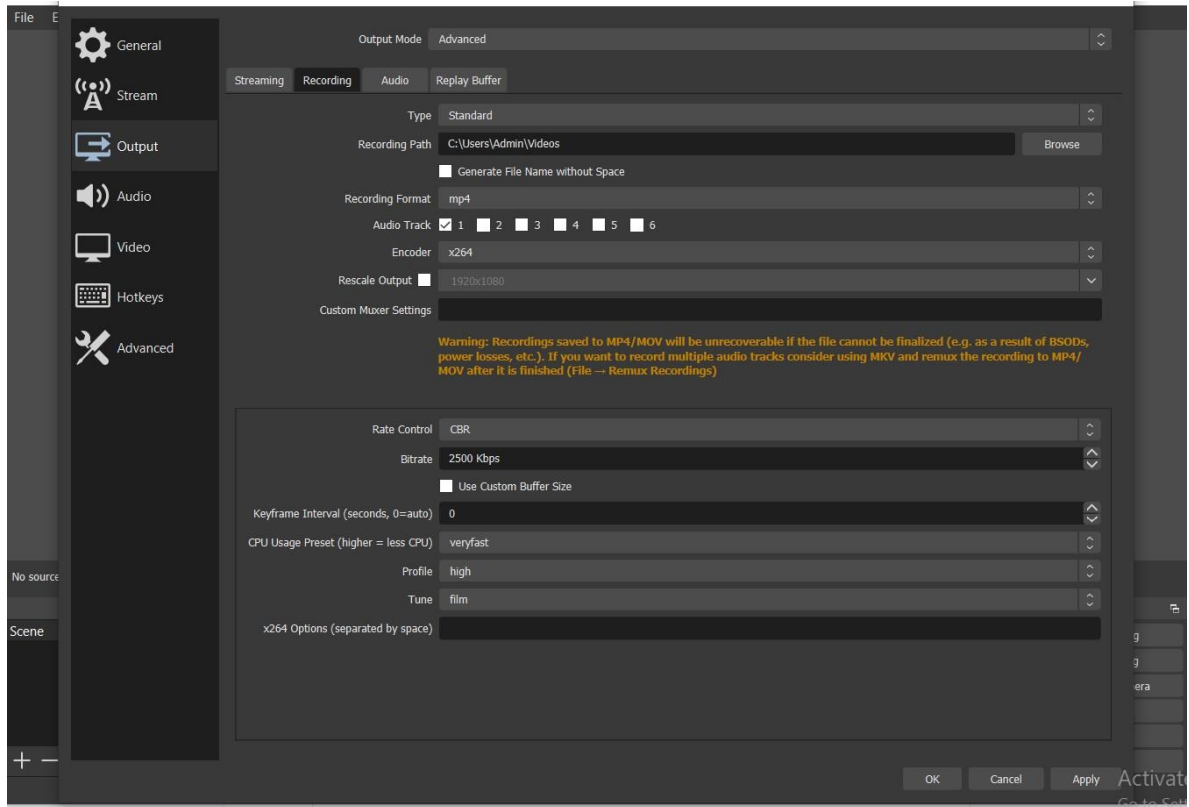 File E
General
Stream
Output
Audio
Video
Hotkeys
Advanced
Output Mode Advanced
Streaming Recording Audio Replay Buffer
Type Standard
Recording Path C:\Users\Admin\Videos Browse
Generate File Name without Space
Recording Format mp4
Audio Track 1 2 3 4 5 6
Encoder x264
Rescale Output 1920x1080
Custom Muxer Settings
Warning: Recordings saved to MP4/MOV will be unrecoverable if the file cannot be finalized (e.g. as a result of BSODs,
power losses, etc.). If you want to record multiple audio tracks consider using MKV and remux the recording to MP4/
MOV after it is finished (File → Remux Recordings)
Rate Control CBR
Bitrate 2500 Kbps
Use Custom Buffer Size
Keyframe Interval (seconds, 0=auto) 0
CPU Usage Preset (higher = less CPU) veryfast
Profile high
Tune film
x264 Options (separated by space)
No source
Scene
g
g
era
OK Cancel Apply
Activate